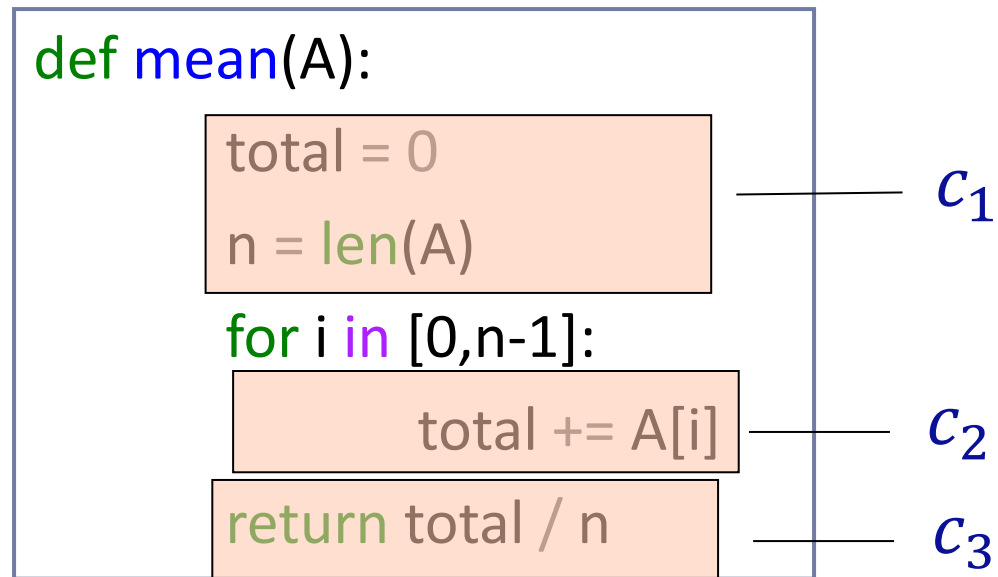 def mean(A):
total = 0
n = len(A)
c₁
for i in [0,n-1]:
total += A[i]
c₂
return total / n
c₃